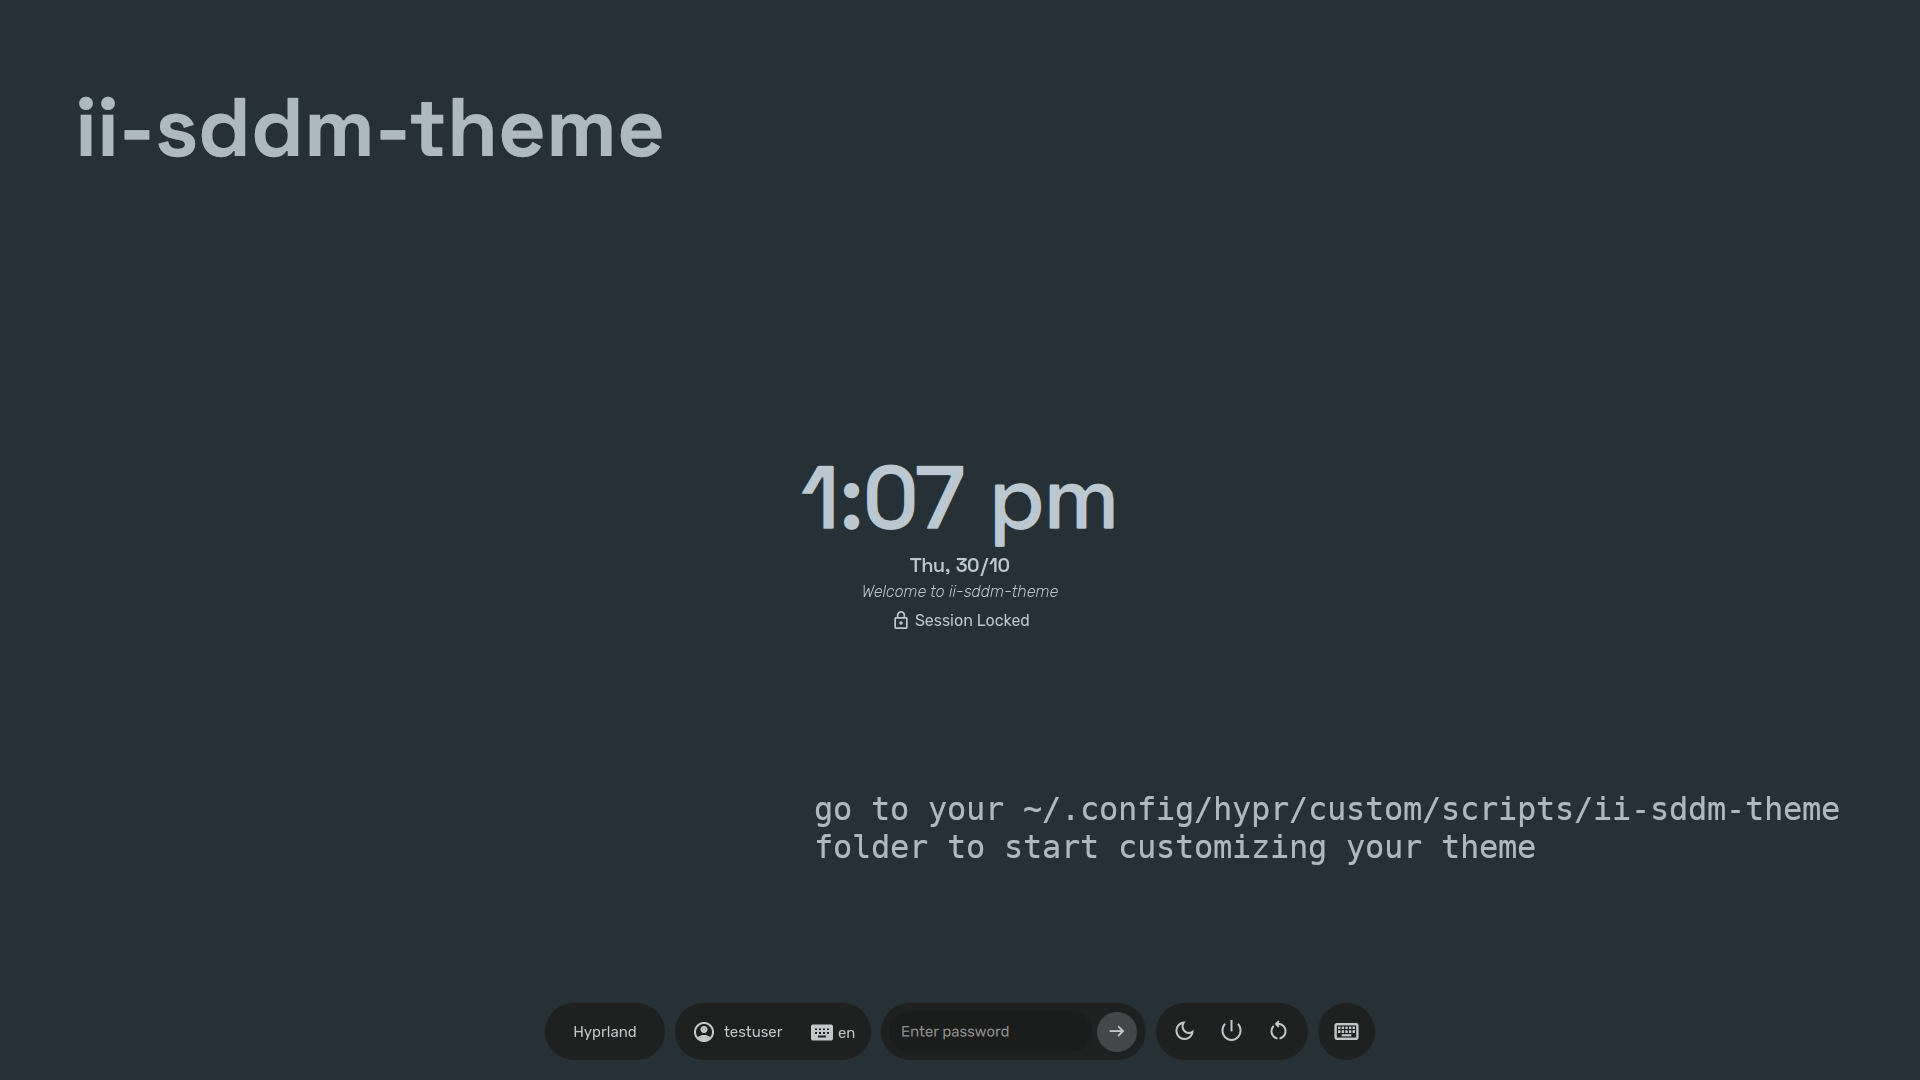 ii-sddm-theme
1:07 pm
Thu, 30/10
Welcome to ii-sddm-theme
Session Locked
go to your ~/.config/hypr/custom/scripts/ii-sddm-theme
folder to start customizing your theme
Hyprland
testuser
en
Enter password